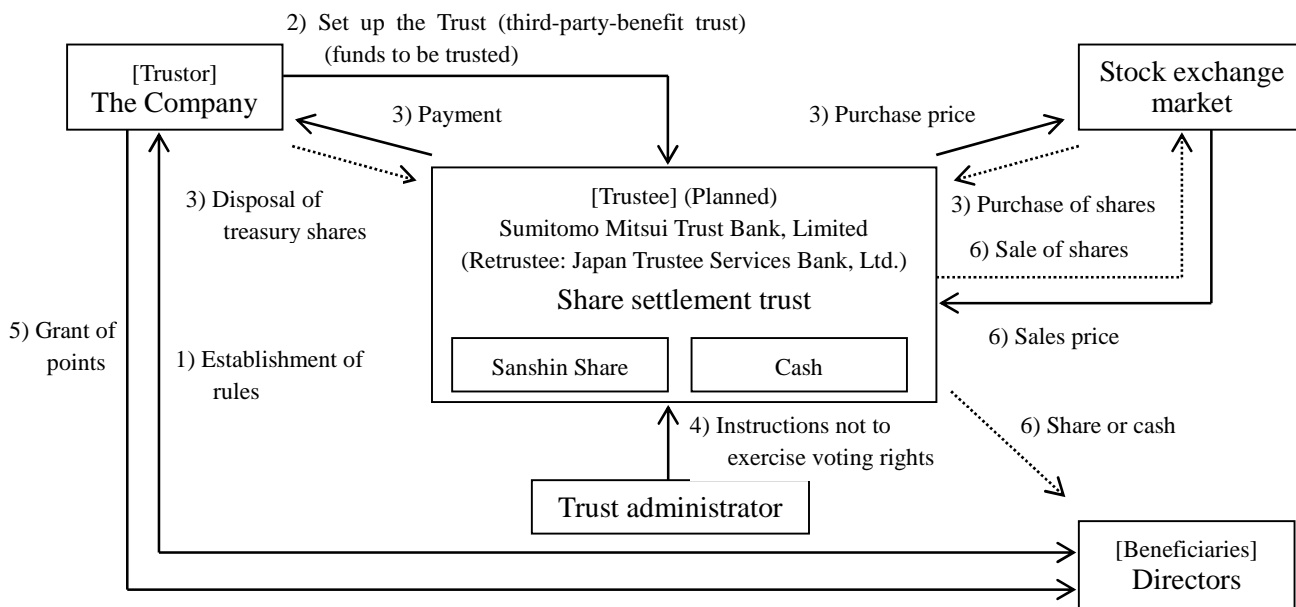 2) Set up the Trust (third-party-benefit trust)
(funds to be trusted)
[Trustor]
The Company
Stock exchange
market
3) Payment
3) Purchase price
3) Disposal of
treasury shares
[Trustee] (Planned)
Sumitomo Mitsui Trust Bank, Limited
(Retrustee: Japan Trustee Services Bank, Ltd.)
Share settlement trust
3) Purchase of shares
6) Sale of shares
5) Grant of
points
1) Establishment of
rules
Sanshin Share
Cash
6) Sales price
4) Instructions not to
exercise voting rights
6) Share or cash
Trust administrator
[Beneficiaries]
Directors